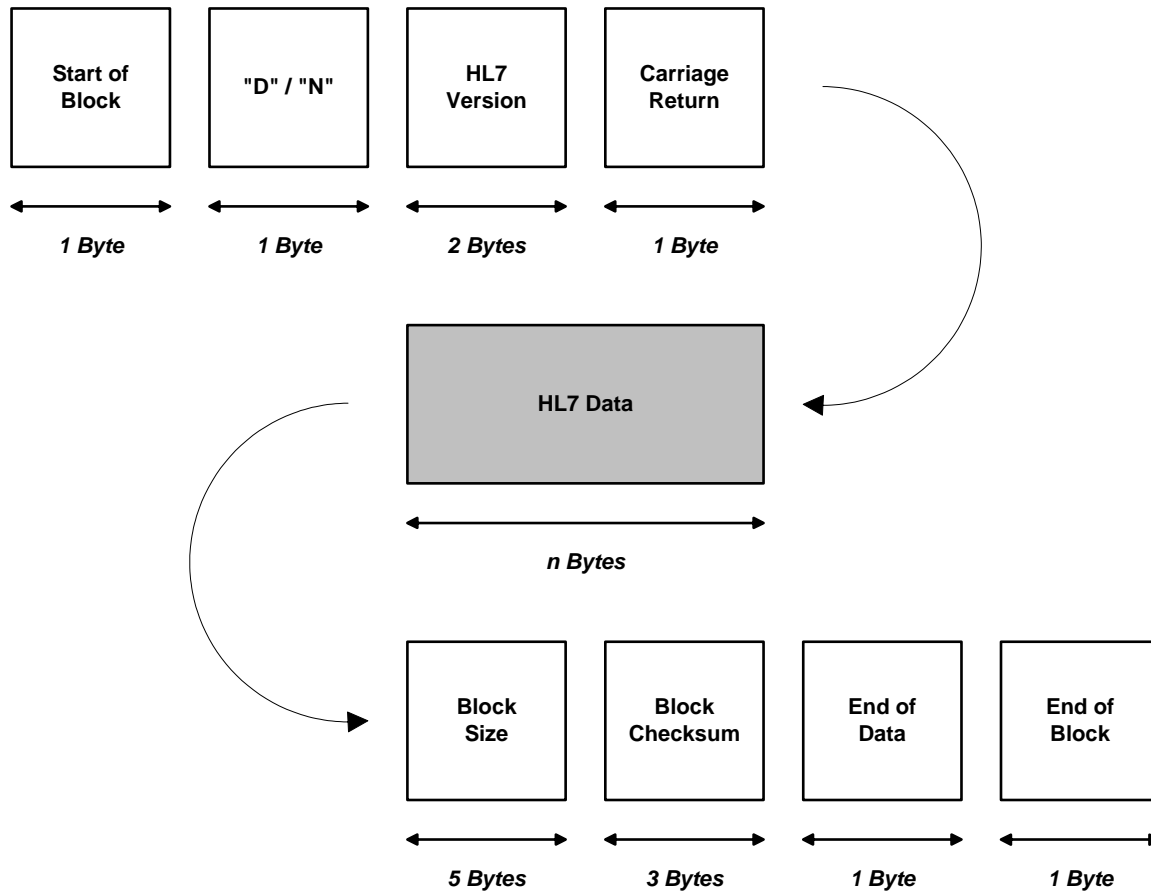 Start of
Block
"D" / "N"
HL7
Version
Carriage
Return
1 Byte
1 Byte
2 Bytes
1 Byte
HL7 Data
n Bytes
Block
Size
Block
Checksum
End of
Data
End of
Block
5 Bytes
3 Bytes
1 Byte
1 Byte